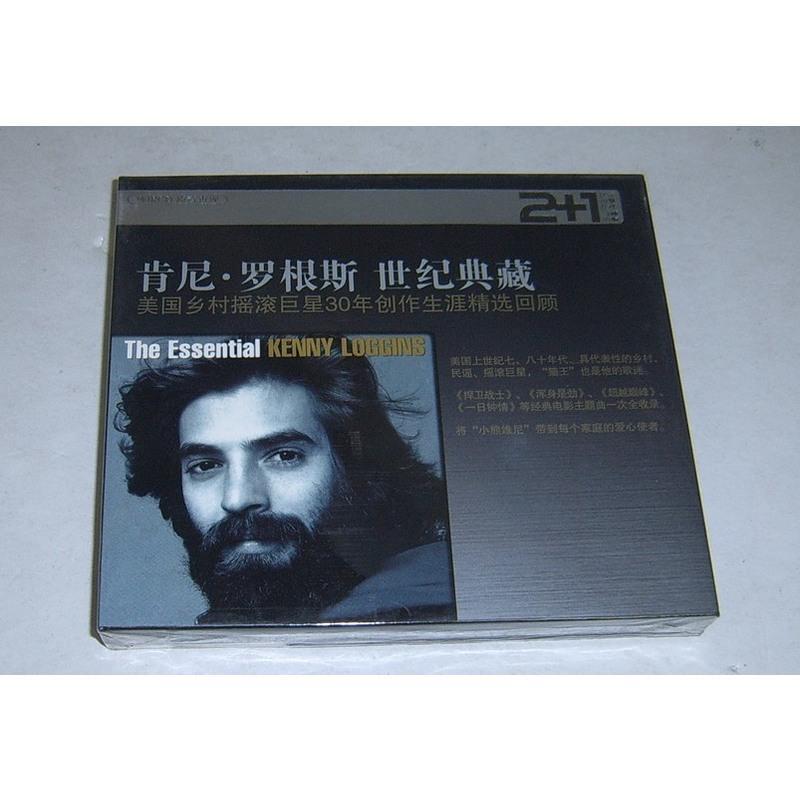 2+1
肯尼·罗根斯 世纪典藏
美国乡村摇滚巨星30年创作生涯精选回顾
The Essential KENNY LOGGINS
美国上世纪七、八十年代、具代表性的乡村、
民谣、摇滚巨星，“猫王”也是他的歌迷。
《捍卫战士》、《浑身是劲》、《超越巅峰》、
《一日钟情》等经典电影主题曲一次全收录。
将“小熊维尼”带到每个家庭的爱心使者。